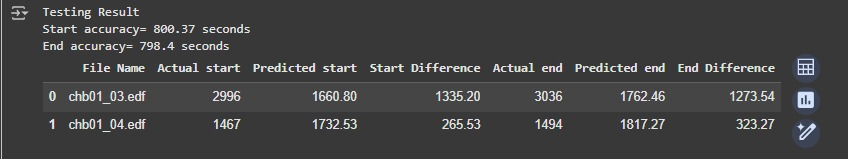 Testing Result
Start accuracy= 800.37 seconds
End accuracy= 798.4 seconds
File Name Actual start Predicted start Start Difference Actual end Predicted end End Difference
0 chb01_03.edf 2996 1660.80 1335.20 3036 1762.46 1273.54
1 chb01_04.edf 1467 1732.53 265.53 1494 1817.27 323.27